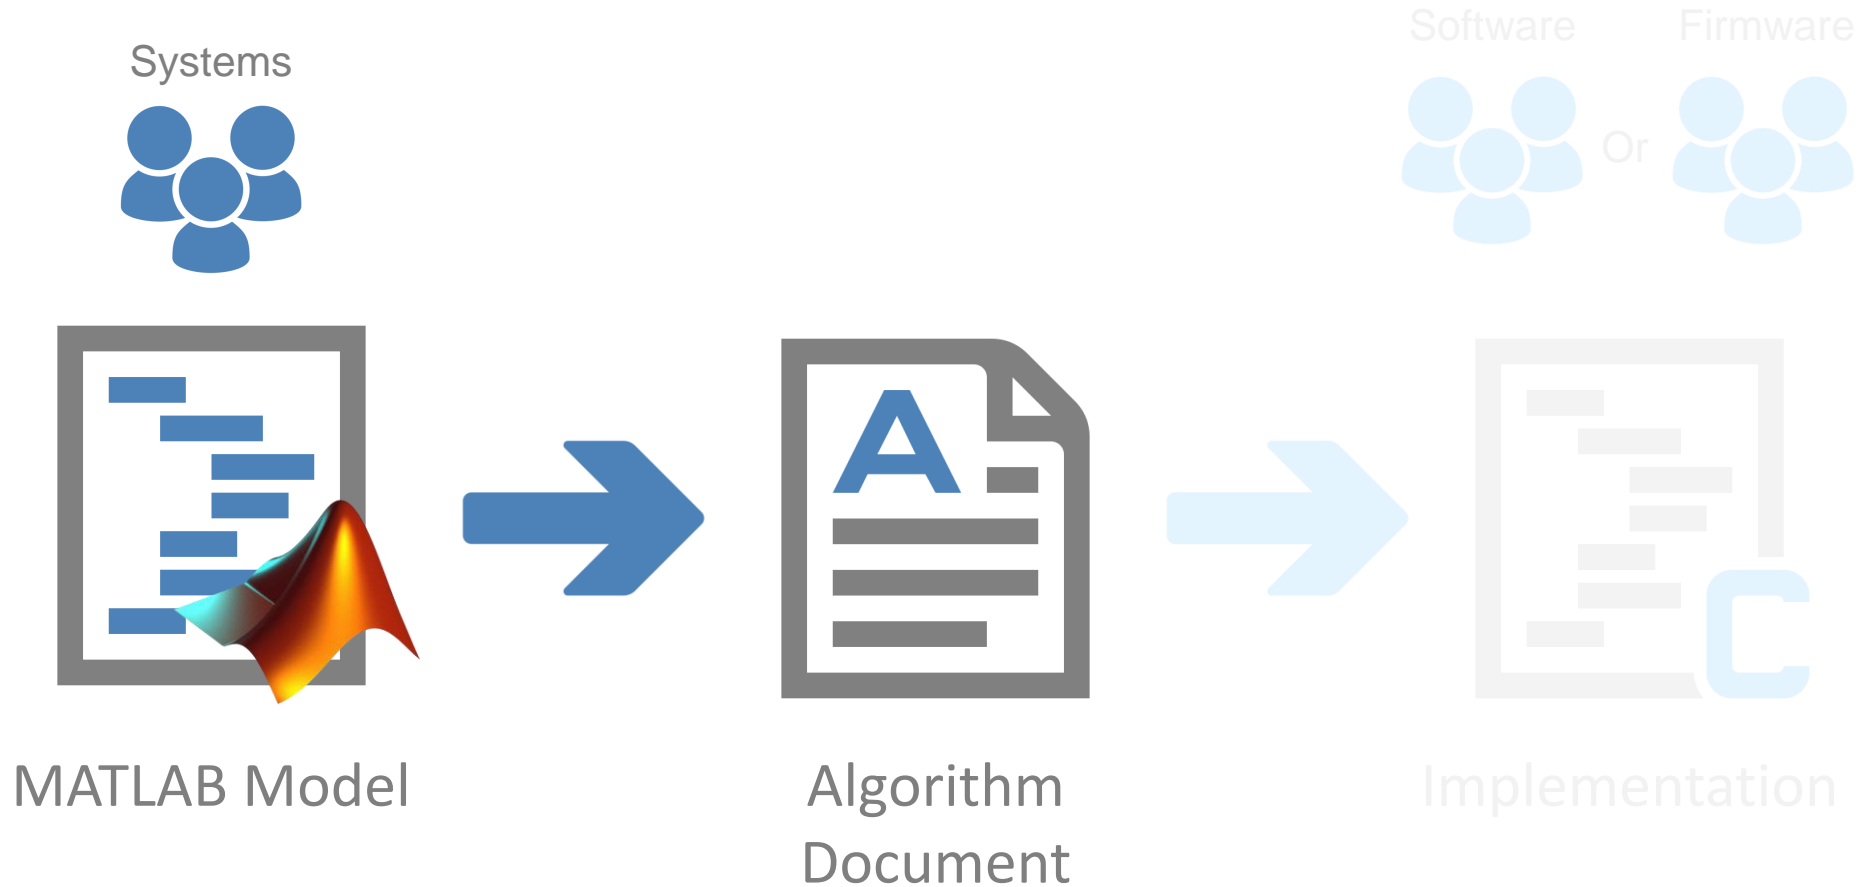 Software
Firmware
Systems
Or
A
C
MATLAB Model
Algorithm
Document
Implementation